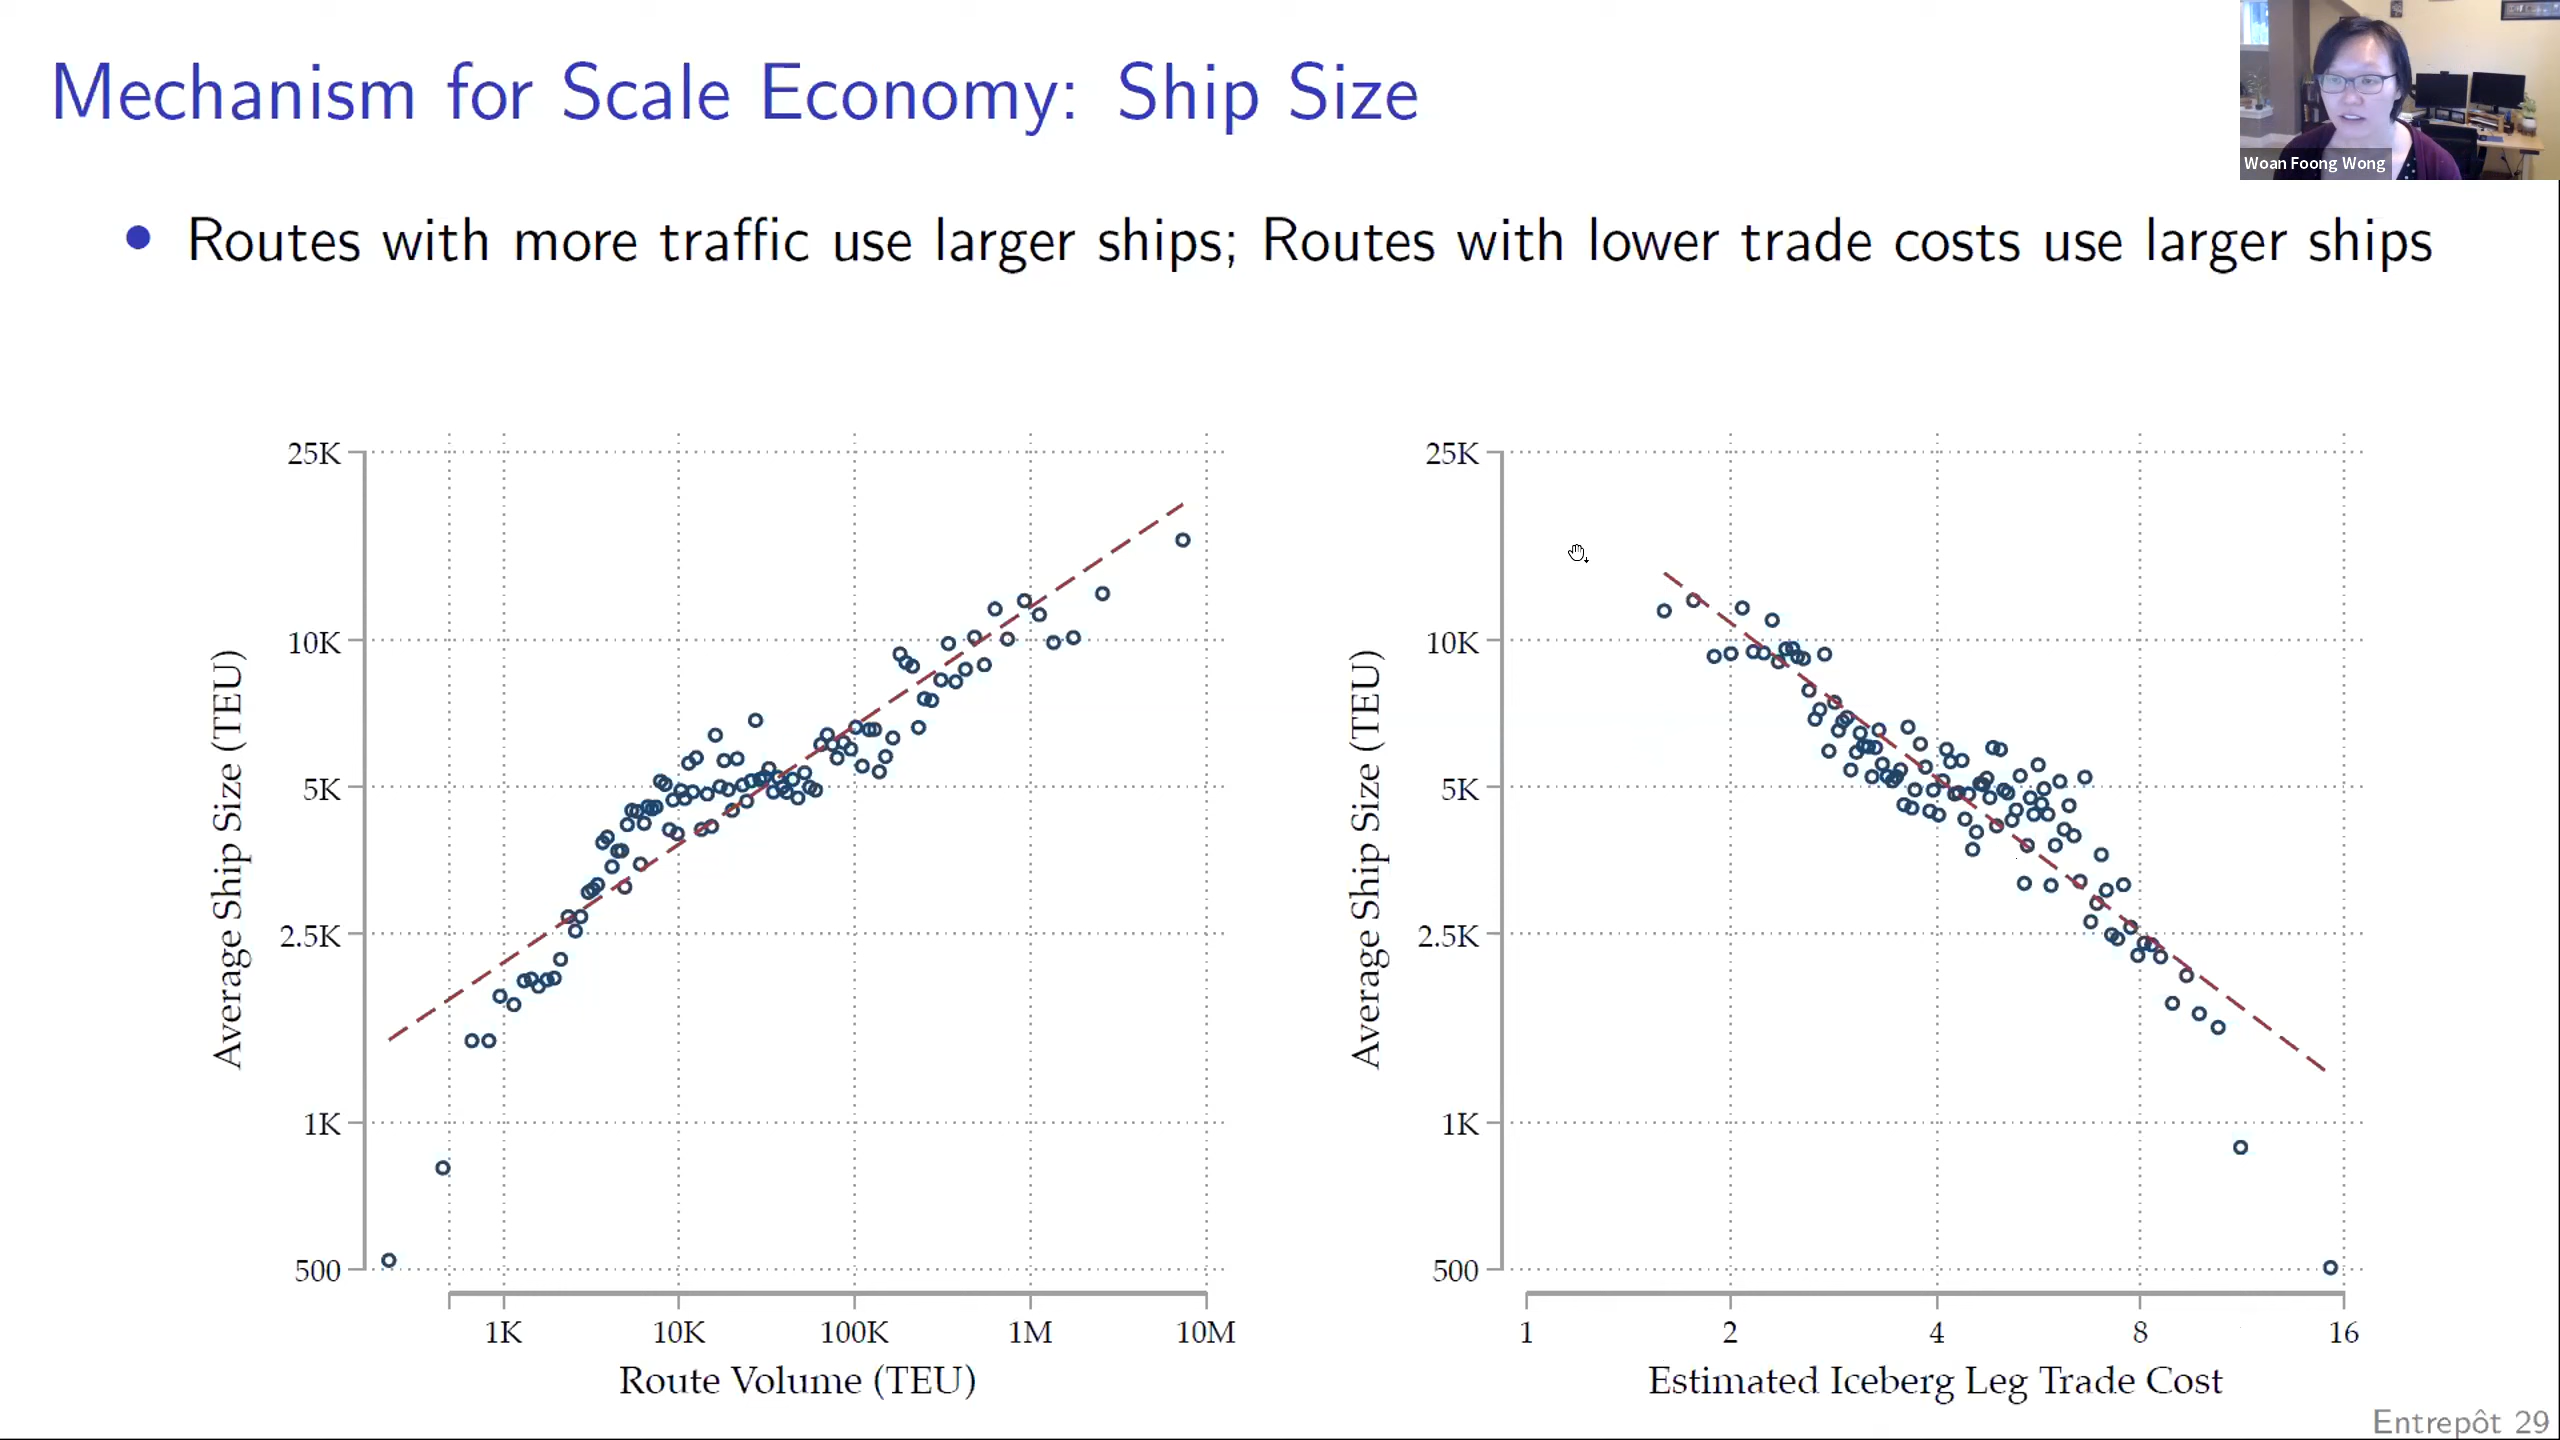 Mechanism for Scale Economy: Ship Size
Woan Foong Wong
• Routes with more traffic use larger ships; Routes with lower trade costs use larger ships
Average Ship Size (TEU)
25K
10K
5K
2.5K
1K
500
1K 10K 100K 1M 10M
Route Volume (TEU)
Average Ship Size (TEU)
25K
10K
5K
2.5K
1K
500
1 2 4 8 16
Estimated Iceberg Leg Trade Cost
Entrepôt 29